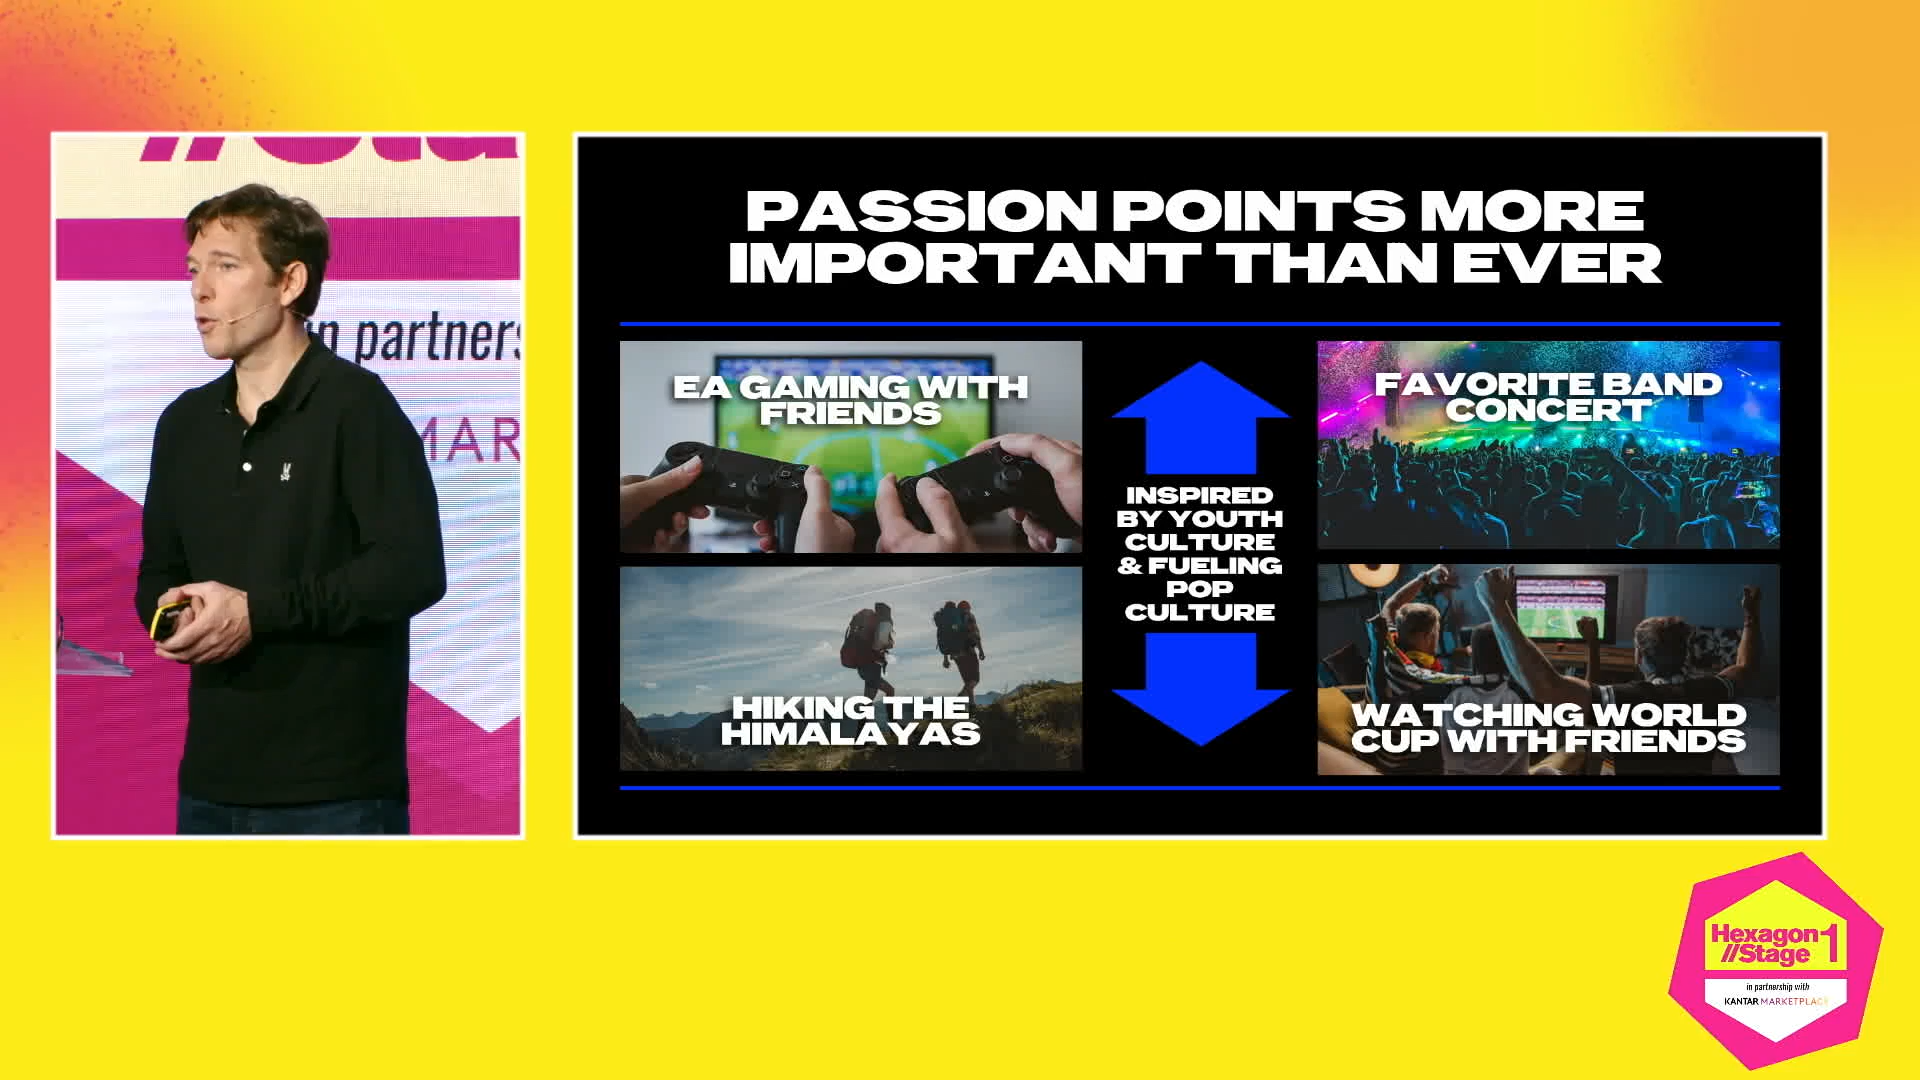 //Sta
in partners
MAR
PASSION POINTS MORE
IMPORTANT THAN EVER
EA GAMING WITH
FRIENDS
HIKING THE
HIMALAYAS
INSPIRED
BY YOUTH
CULTURE
& FUELING
POP
CULTURE
FAVORITE BAND
CONCERT
WATCHING WORLD
CUP WITH FRIENDS
Hexagon 1
//Stage
in partnership with
KANTAR MARKETPLACE